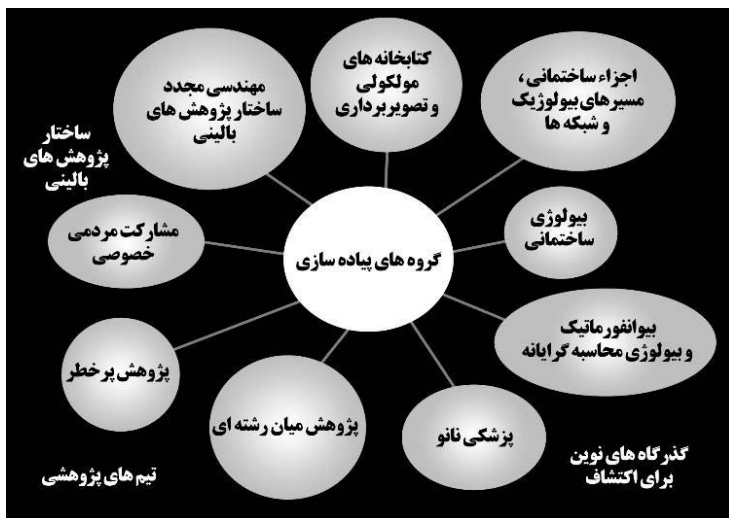 اجزاء ساختمانی،
مسیرهای بیولوژیک
و شبکه ها
کتابخانه های
مولکولی
و تصویربرداری
مهندسی مجدد
ساختار پژوهش های
بالینی
ساختار
پژوهش های
بالینی
بیولوژی
ساختمانی
مشارکت مردمی
خصوصی
گروه های پیاده سازی
بیوانفورماتیک
و بیولوژی محاسبه گرایانه
پژوهش پرخطر
پژوهش میان رشته ای
پزشکی نانو
گذرگاه های نوین
برای اکتشاف
تیم های پژوهشی